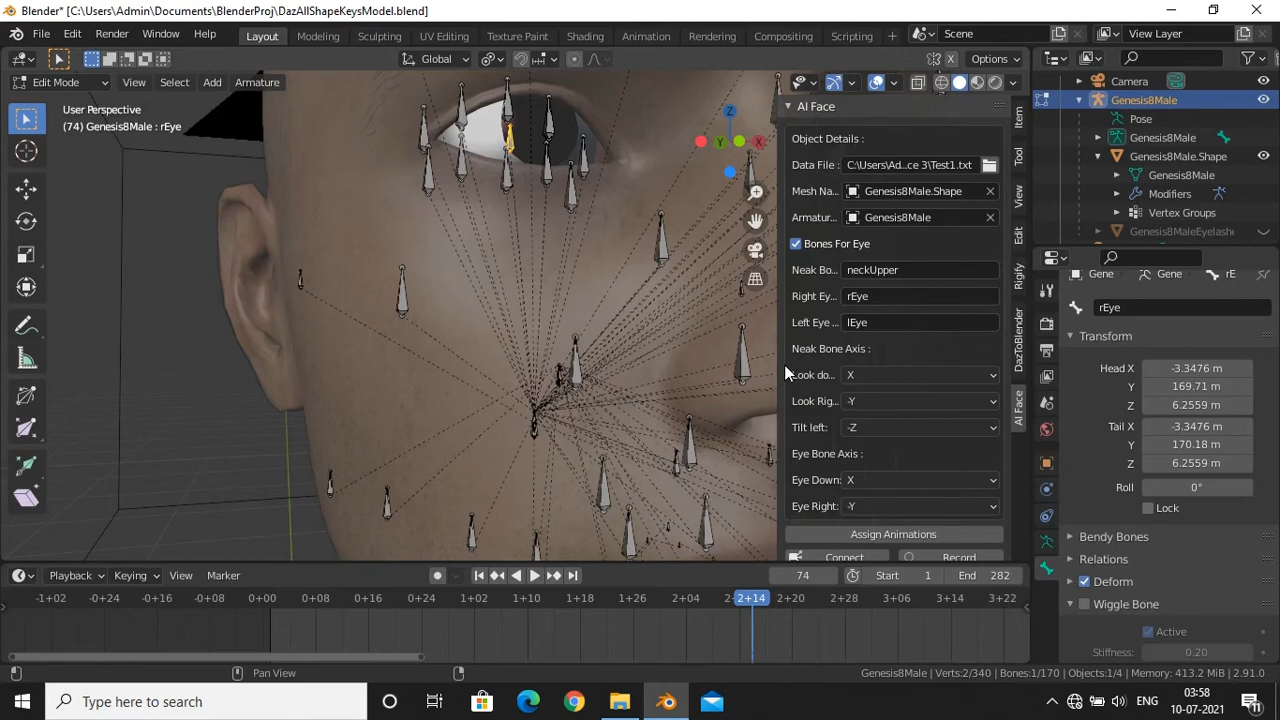 Blender* [C:\Users\Admin\Documents\BlenderProj\DazAllShapeKeysModel.blend]
File Edit Render Window Help Layout Modeling Sculpting UV Editing Texture Paint Shading Animation Rendering Compositing Scripting + Scene View Layer
Global Options
Edit Mode View Select Add Armature
User Perspective
(74) Genesis8Male : rEye
AI Face
Object Details :
Data File : C:\Users\Ad...ce 3\Test1.txt
Mesh Na... Genesis8Male.Shape
Armatur... Genesis8Male
Bones For Eye
Neak Bo... neckUpper
Right Ey... rEye
Left Eye ... lEye
Neak Bone Axis :
Look do... X
Look Rig... -Y
Tilt left: -Z
Eye Bone Axis :
Eye Down: X
Eye Right: -Y
Assign Animations
Connect Record
Item
Tool
View
Edit
Rigify
DazToBlender
AI Face
X
Y
Z
Camera
Genesis8Male
Pose
Genesis8Male
Genesis8Male.Shape
Genesis8Male
Modifiers
Vertex Groups
Genesis8MaleEyelash
Gene Gene rE
rEye
Transform
Head X -3.3476 m
Y 169.71 m
Z 6.2559 m
Tail X -3.3476 m
Y 170.18 m
Z 6.2559 m
Roll 0°
Lock
Bendy Bones
Relations
Deform
Wiggle Bone
Active
Stiffness: 0.20
Playback Keying View Marker 74 Start 1 End 282
-1+02 -0+24 -0+16 -0+08 0+00 0+08 0+16 0+24 1+02 1+10 1+18 1+26 2+04 2+14 2+20 2+28 3+06 3+14 3+22
Pan View
Genesis8Male | Verts:2/340 | Bones:1/170 | Objects:1/4 | Memory: 413.2 MiB | 2.91.0
Type here to search
ENG
03:58
10-07-2021
11